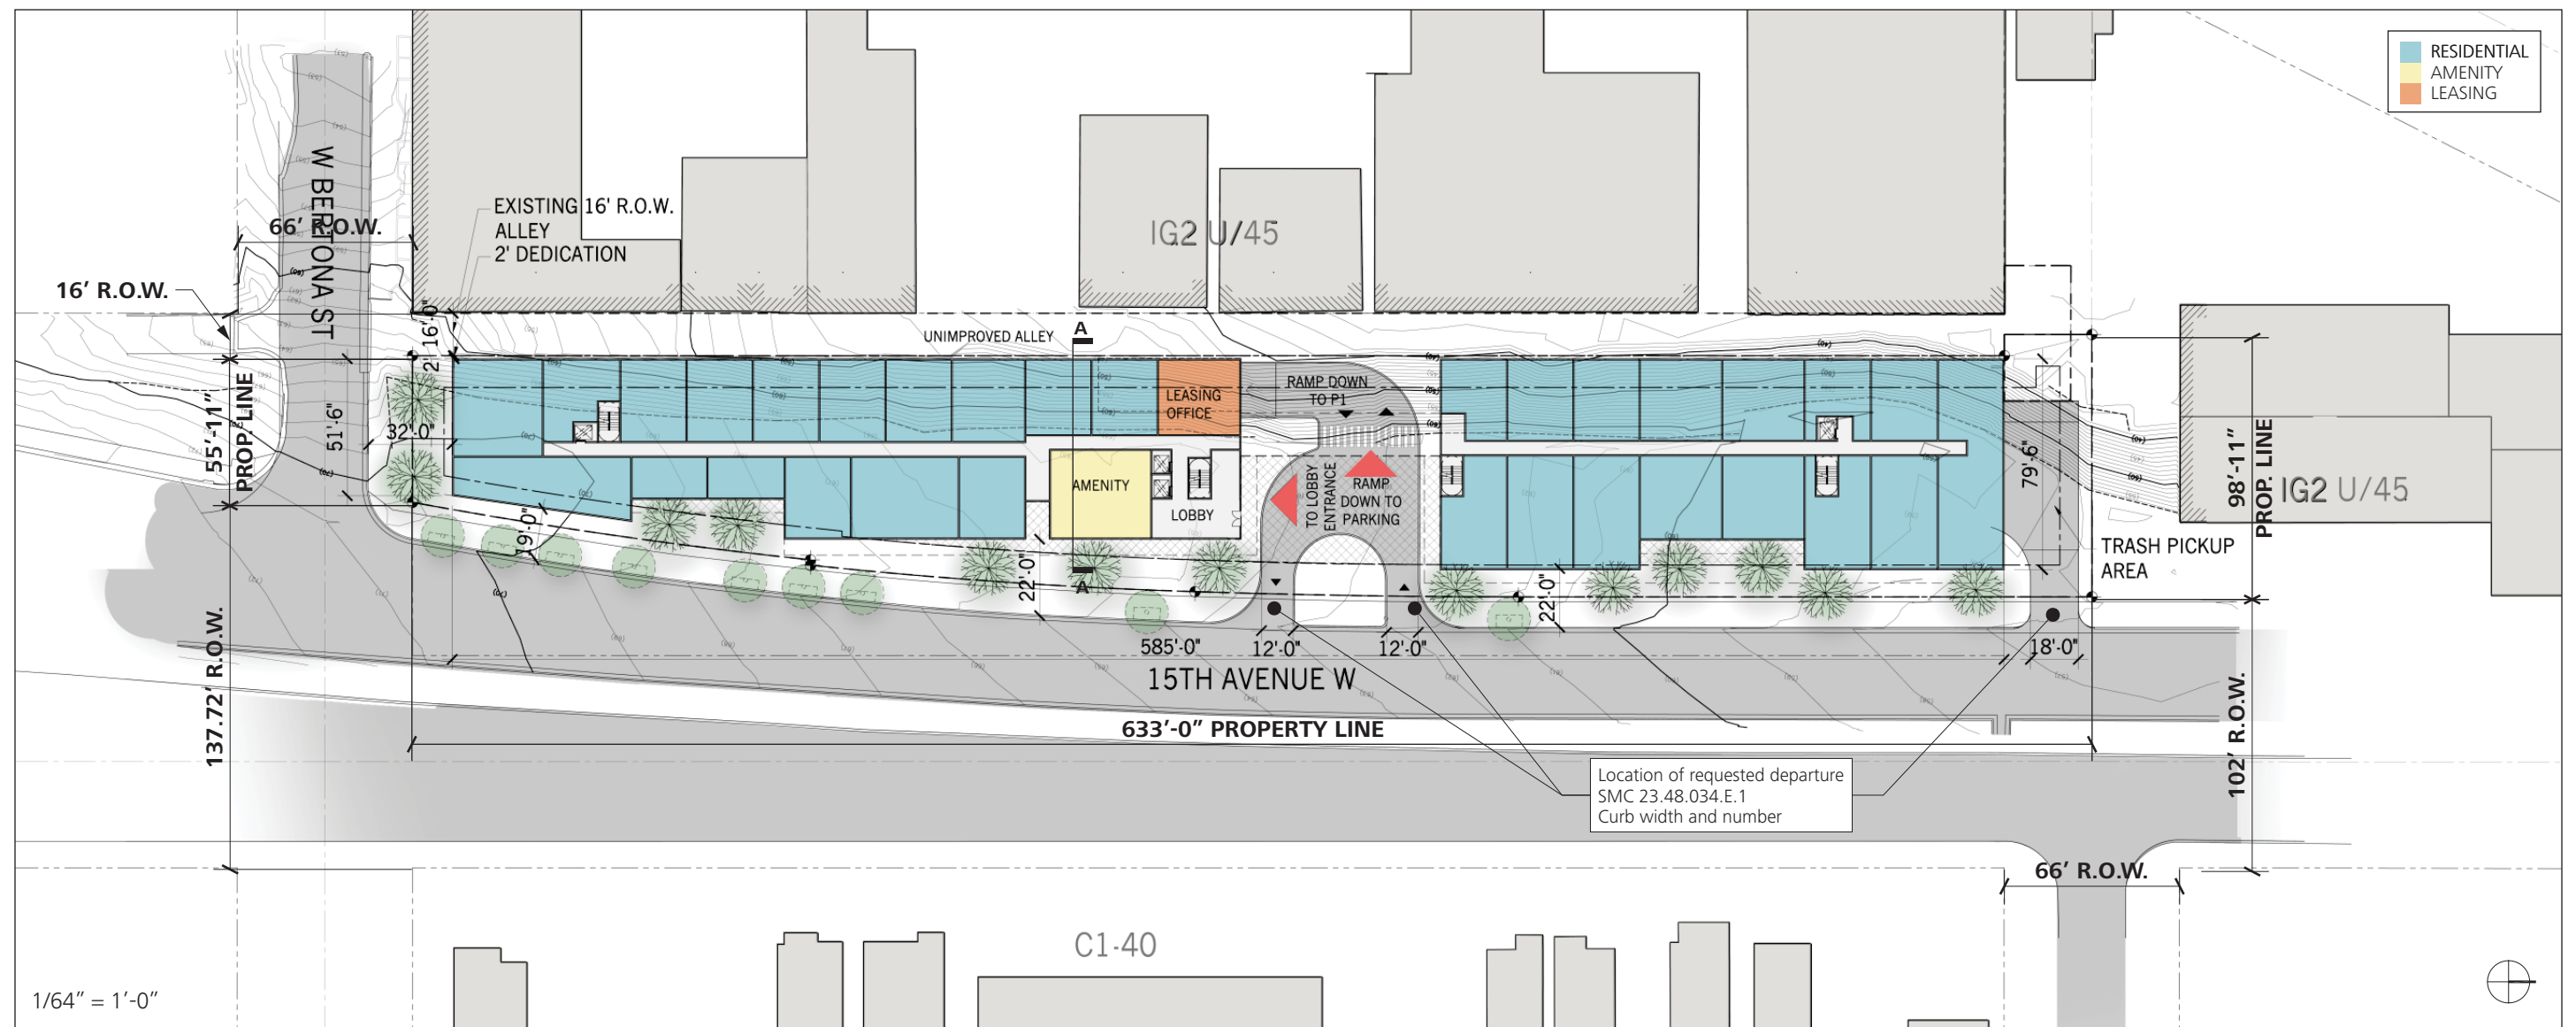 RESIDENTIAL
AMENITY
LEASING
W BERTONA ST
66' R.O.W.
EXISTING 16' R.O.W.
ALLEY
2' DEDICATION
IG2 U/45
16' R.O.W.
16'-0"
2'
UNIMPROVED ALLEY
A
55'-11"
PROP. LINE
51'-6"
32'-0"
LEASING
OFFICE
RAMP DOWN
TO P1
AMENITY
LOBBY
TO LOBBY
ENTRANCE
RAMP
DOWN TO
PARKING
79'-6"
98'-11"
PROP. LINE
IG2 U/45
TRASH PICKUP
AREA
19'-0"
22'-0"
A
22'-0"
585'-0"
12'-0"
12'-0"
18'-0"
15TH AVENUE W
137.72' R.O.W.
102' R.O.W.
633'-0" PROPERTY LINE
Location of requested departure
SMC 23.48.034.E.1
Curb width and number
66' R.O.W.
C1-40
1/64" = 1'-0"